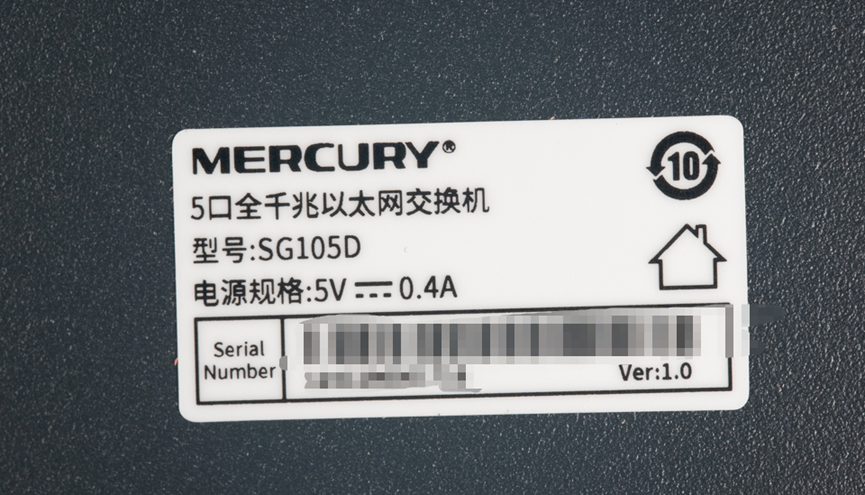 MERCURY®
10
5口全千兆以太网交换机
型号:SG105D
电源规格:5V ⎓ 0.4A
Serial
Number
Ver:1.0